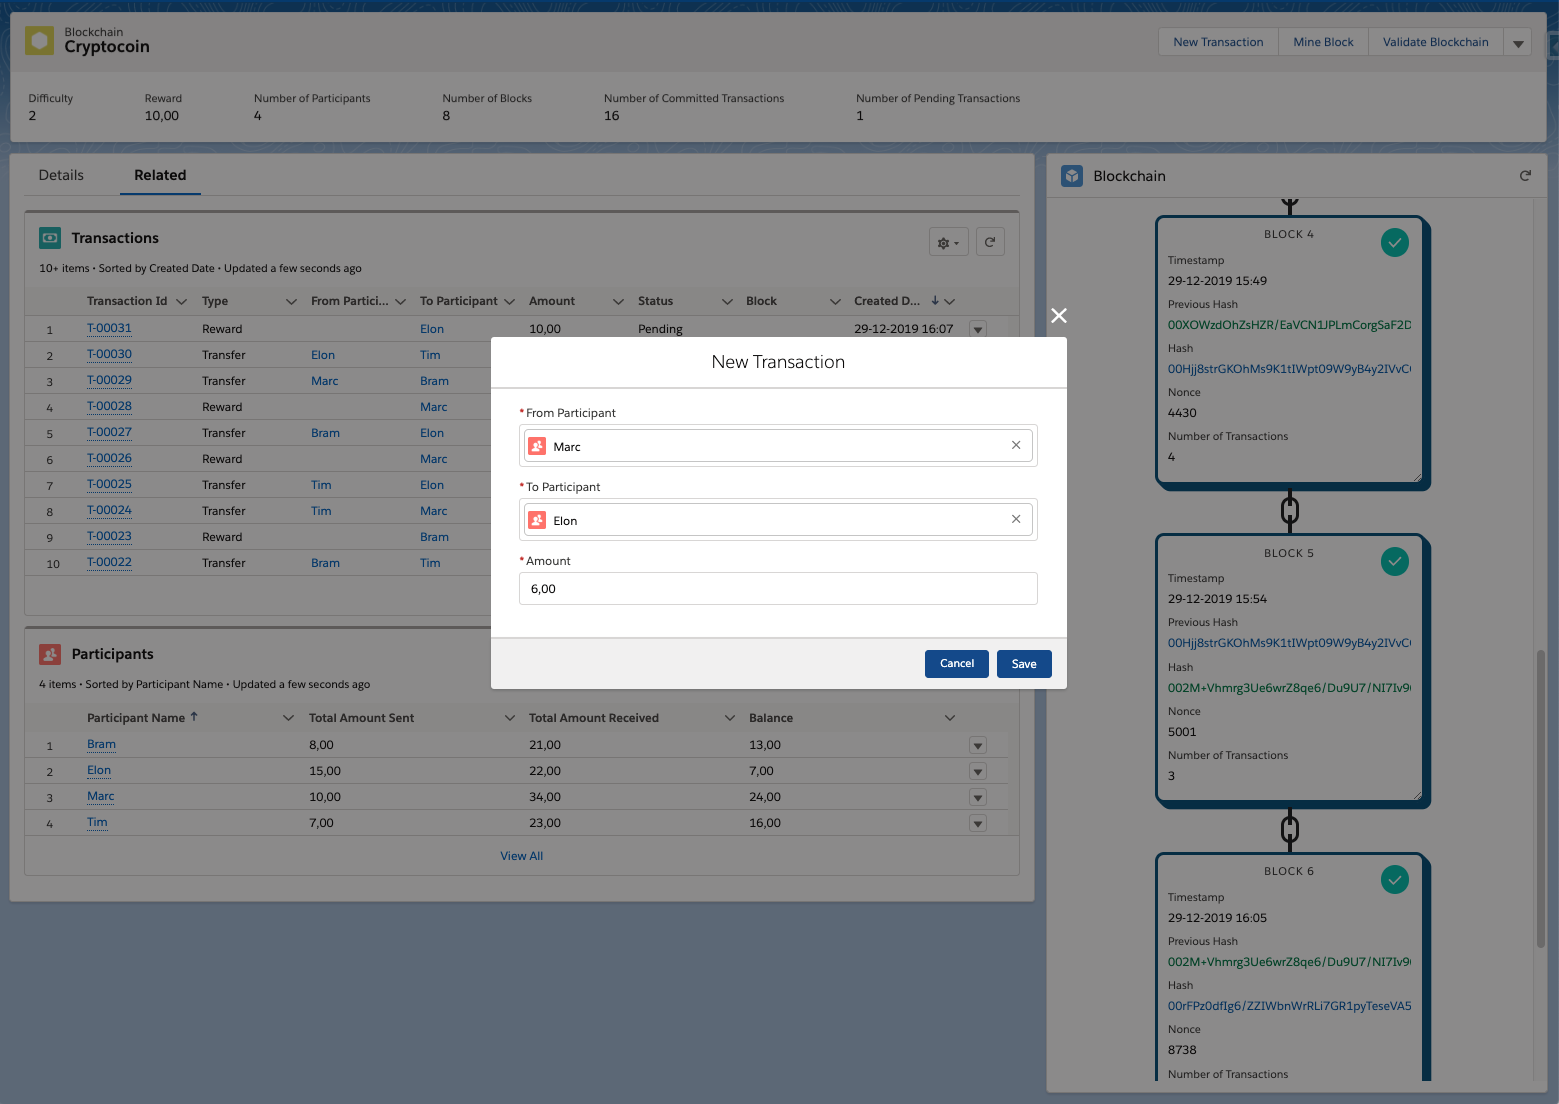 Blockchain
Cryptocoin
New Transaction Mine Block Validate Blockchain
Difficulty Reward Number of Participants Number of Blocks Number of Committed Transactions Number of Pending Transactions
2 10,00 4 8 16 1
Details Related
Transactions
10+ items • Sorted by Created Date • Updated a few seconds ago
Transaction Id Type From Partici... To Participant Amount Status Block Created D...
1 T-00031 Reward Elon 10,00 Pending 29-12-2019 16:07
2 T-00030 Transfer Elon Tim
3 T-00029 Transfer Marc Bram
4 T-00028 Reward Marc
5 T-00027 Transfer Bram Elon
6 T-00026 Reward Marc
7 T-00025 Transfer Tim Elon
8 T-00024 Transfer Tim Marc
9 T-00023 Reward Bram
10 T-00022 Transfer Bram Tim
New Transaction
* From Participant
Marc
* To Participant
Elon
* Amount
6,00
Cancel Save
Participants
4 items • Sorted by Participant Name • Updated a few seconds ago
Participant Name Total Amount Sent Total Amount Received Balance
1 Bram 8,00 21,00 13,00
2 Elon 15,00 22,00 7,00
3 Marc 10,00 34,00 24,00
4 Tim 7,00 23,00 16,00
View All
Blockchain
BLOCK 4
Timestamp
29-12-2019 15:49
Previous Hash
00XOWzdOhZsHZR/EaVCN1JPLmCorgSaF2D
Hash
00Hjj8strGKOhMs9K1tIWpt09W9yB4y2IVvC
Nonce
4430
Number of Transactions
4
BLOCK 5
Timestamp
29-12-2019 15:54
Previous Hash
00Hjj8strGKOhMs9K1tIWpt09W9yB4y2IVvC
Hash
002M+Vhmrg3Ue6wrZ8qe6/Du9U7/NI7Iv9
Nonce
5001
Number of Transactions
3
BLOCK 6
Timestamp
29-12-2019 16:05
Previous Hash
002M+Vhmrg3Ue6wrZ8qe6/Du9U7/NI7Iv9
Hash
00rFPz0dfIg6/ZZIWbnWrRLi7GR1pyTeseVA5
Nonce
8738
Number of Transactions